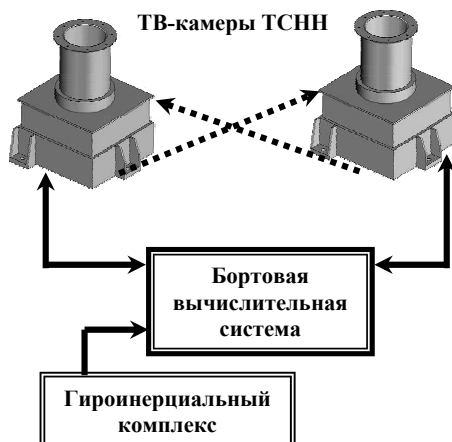 ТВ-камеры ТСНН
Бортовая
вычислительная
система
Гироинерциальный
комплекс